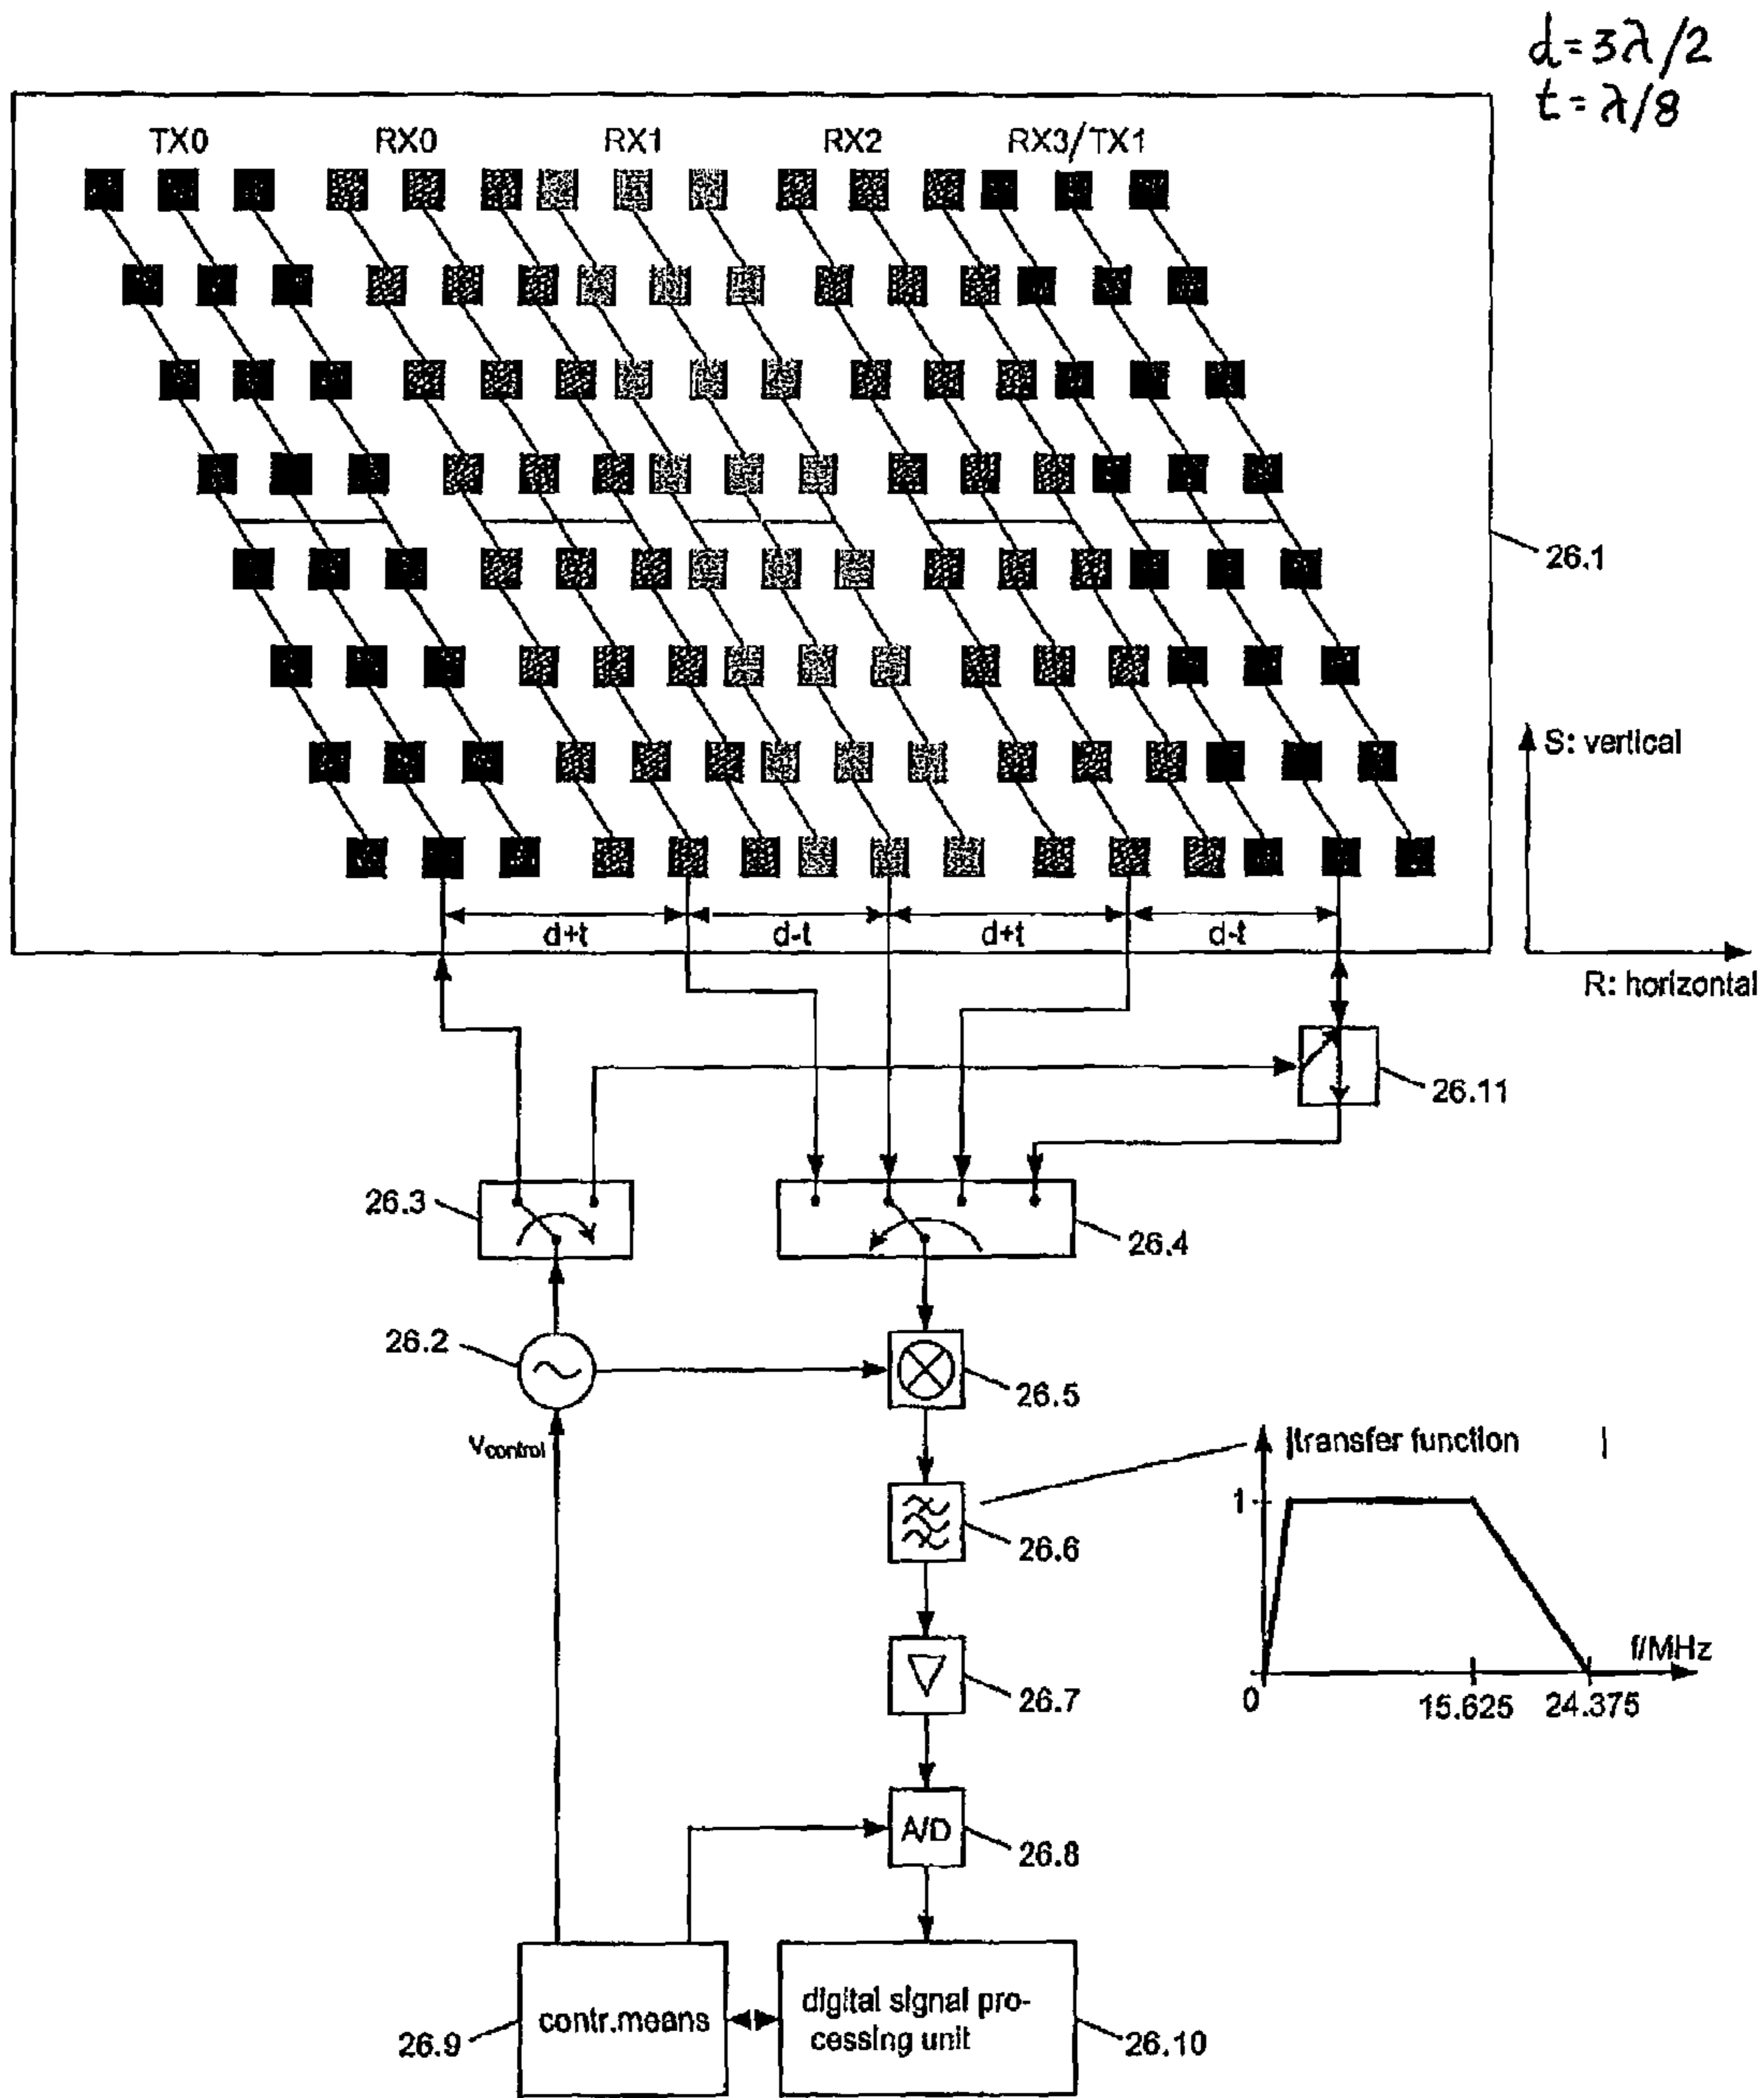 d=3λ/2
t=λ/8
TX0 RX0 RX1 RX2 RX3/TX1
26.1
S: vertical
d+t d-t d+t d-t
R: horizontal
26.11
26.3
26.4
26.2
26.5
Vcontrol
|transfer function |
1
26.6
f/MHz
26.7
0 15.625 24.375
A/D
26.8
contr.means
digital signal pro-
cessing unit
26.9
26.10